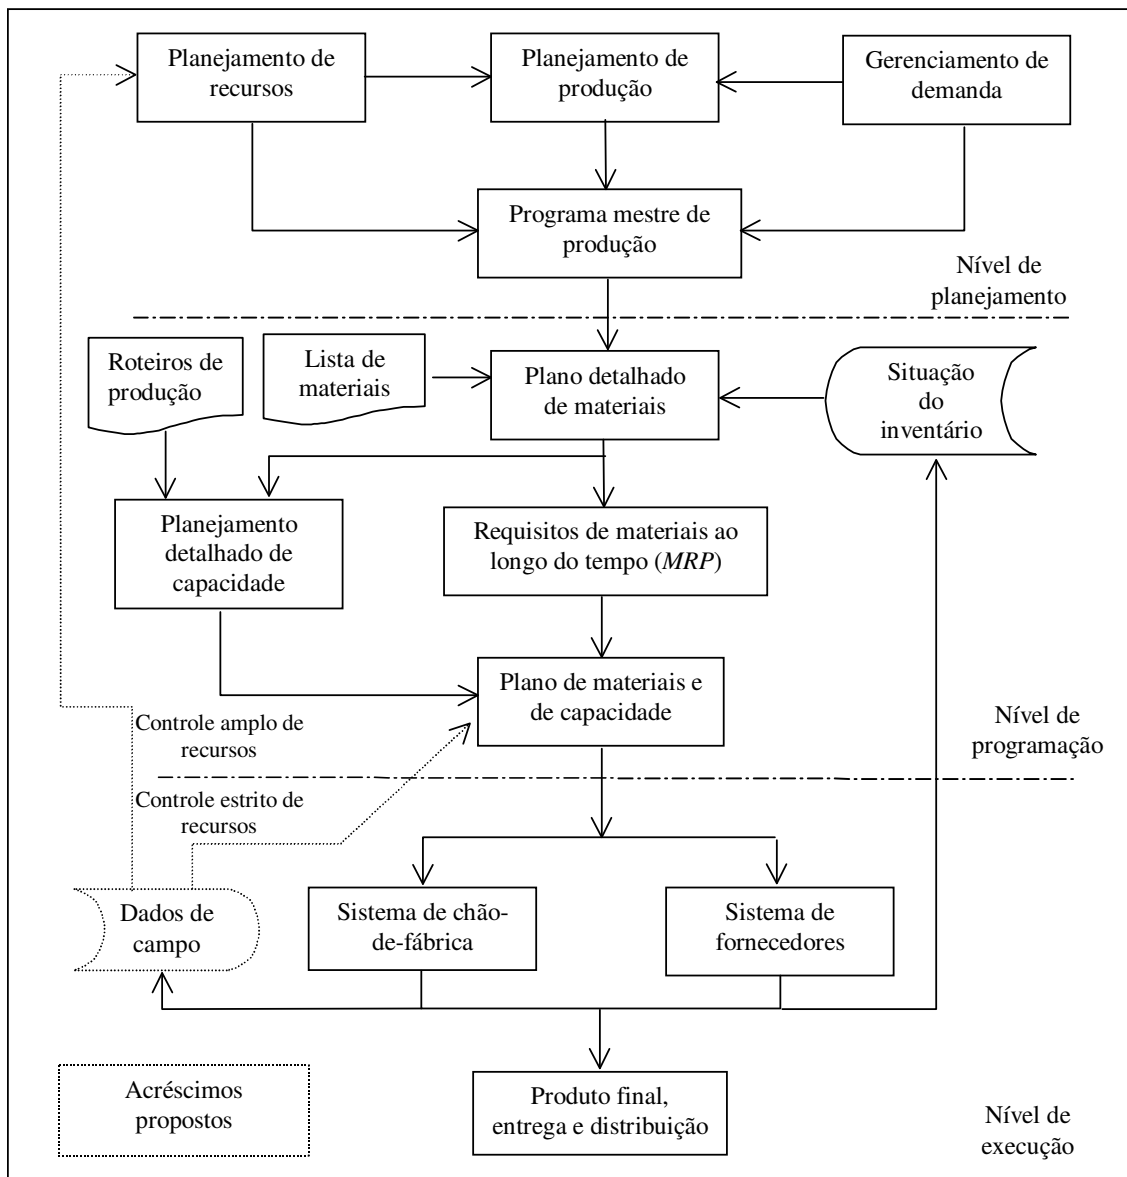 Planejamento de
recursos
Planejamento de
produção
Gerenciamento de
demanda
Programa mestre de
produção
Nível de
planejamento
Roteiros de
produção
Lista de
materiais
Plano detalhado
de materiais
Situação
do
inventário
Planejamento
detalhado de
capacidade
Requisitos de materiais ao
longo do tempo (MRP)
Plano de materiais e
de capacidade
Nível de
programação
Controle amplo de
recursos
Controle estrito de
recursos
Dados de
campo
Sistema de chão-
de-fábrica
Sistema de
fornecedores
Acréscimos
propostos
Produto final,
entrega e distribuição
Nível de
execução